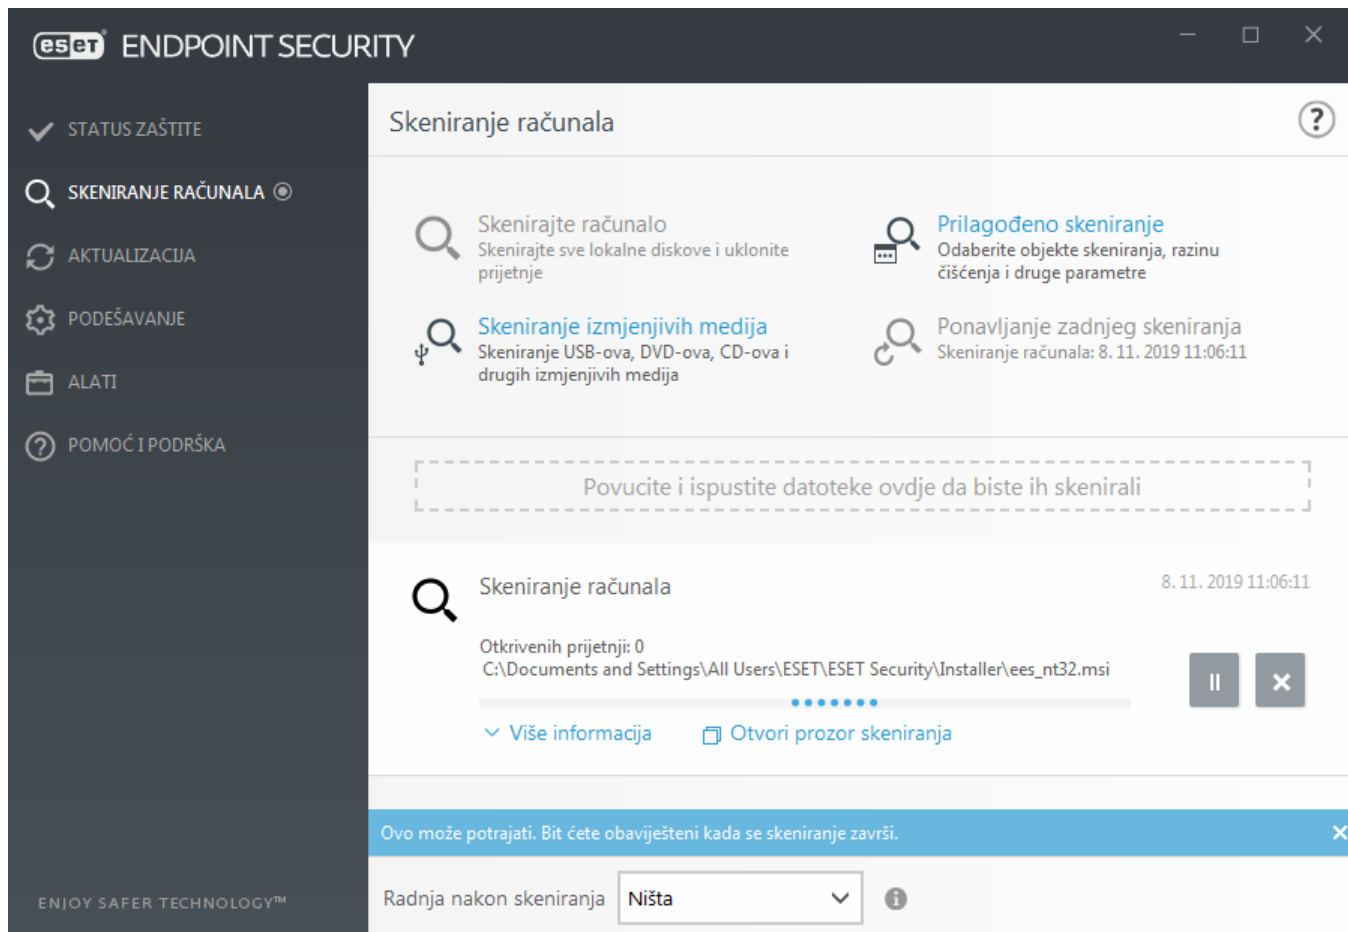 eset ENDPOINT SECURITY
STATUS ZAŠTITE
SKENIRANJE RAČUNALA
AKTUALIZACIJA
PODEŠAVANJE
ALATI
POMOĆ I PODRŠKA
ENJOY SAFER TECHNOLOGY™
Skeniranje računala
?
Skenirajte računalo
Skenirajte sve lokalne diskove i uklonite
prijetnje
Prilagođeno skeniranje
Odaberite objekte skeniranja, razinu
čišćenja i druge parametre
Skeniranje izmjenjivih medija
Skeniranje USB-ova, DVD-ova, CD-ova i
drugih izmjenjivih medija
Ponavljanje zadnjeg skeniranja
Skeniranje računala: 8. 11. 2019 11:06:11
Povucite i ispustite datoteke ovdje da biste ih skenirali
Skeniranje računala
8. 11. 2019 11:06:11
Otkrivenih prijetnji: 0
C:\Documents and Settings\All Users\ESET\ESET Security\Installer\ees_nt32.msi
Više informacija
Otvori prozor skeniranja
Ovo može potrajati. Bit ćete obaviješteni kada se skeniranje završi.
Radnja nakon skeniranja
Ništa